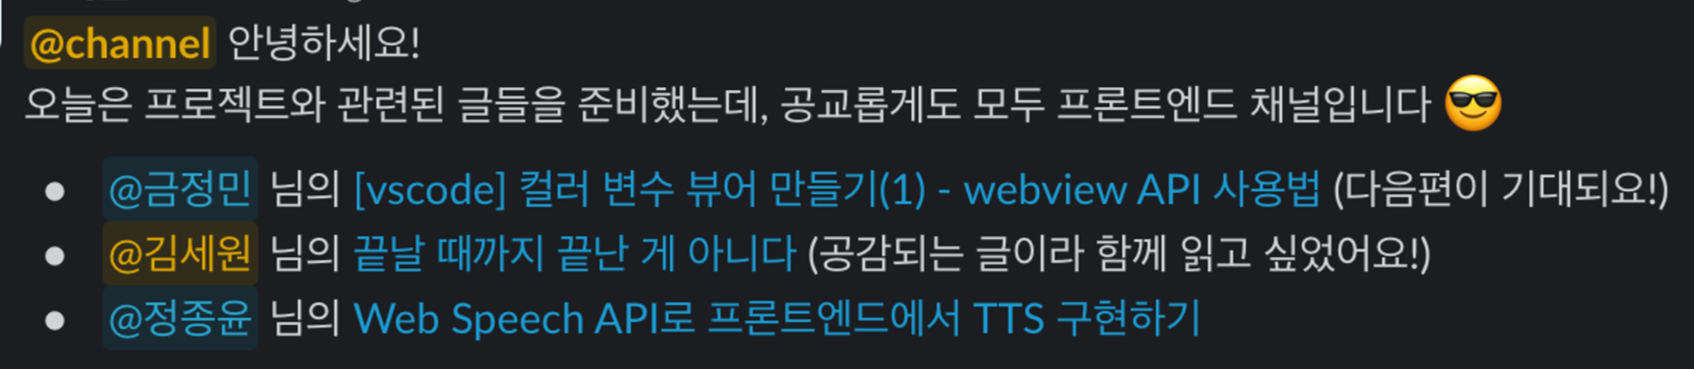 @channel 안녕하세요!
오늘은 프로젝트와 관련된 글들을 준비했는데, 공교롭게도 모두 프론트엔드 채널입니다 😎
• @금정민 님의 [vscode] 컬러 변수 뷰어 만들기(1) - webview API 사용법 (다음편이 기대되요!)
• @김세원 님의 끝날 때까지 끝난 게 아니다 (공감되는 글이라 함께 읽고 싶었어요!)
• @정종윤 님의 Web Speech API로 프론트엔드에서 TTS 구현하기